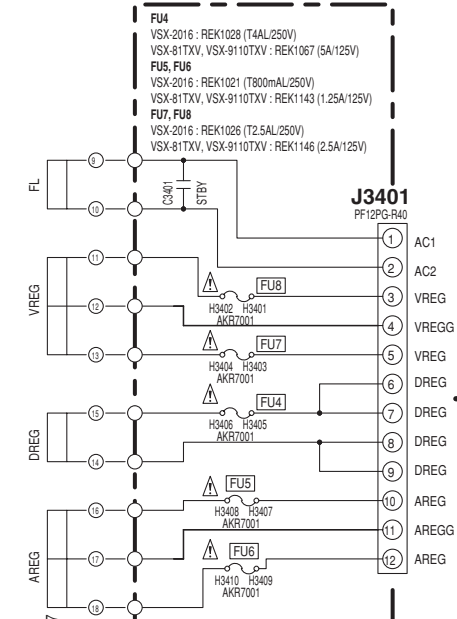 FU4
VSX-2016 : REK1028 (T4AL/250V)
VSX-81TXV, VSX-9110TXV : REK1067 (5A/125V)
FU5, FU6
VSX-2016 : REK1021 (T800mAL/250V)
VSX-81TXV, VSX-9110TXV : REK1143 (1.25A/125V)
FU7, FU8
VSX-2016 : REK1026 (T2.5AL/250V)
VSX-81TXV, VSX-9110TXV : REK1146 (2.5A/125V)
FL
9
10
C3401
STBY
J3401
PF12PG-R40
1 AC1
2 AC2
3 VREG
4 VREGG
5 VREG
6 DREG
7 DREG
8 DREG
9 DREG
10 AREG
11 AREGG
12 AREG
VREG
11
12
13
! FU8
H3402 H3401
AKR7001
! FU7
H3404 H3403
AKR7001
DREG
15
14
! FU4
H3406 H3405
AKR7001
AREG
16
17
18
! FU5
H3408 H3407
AKR7001
! FU6
H3410 H3409
AKR7001